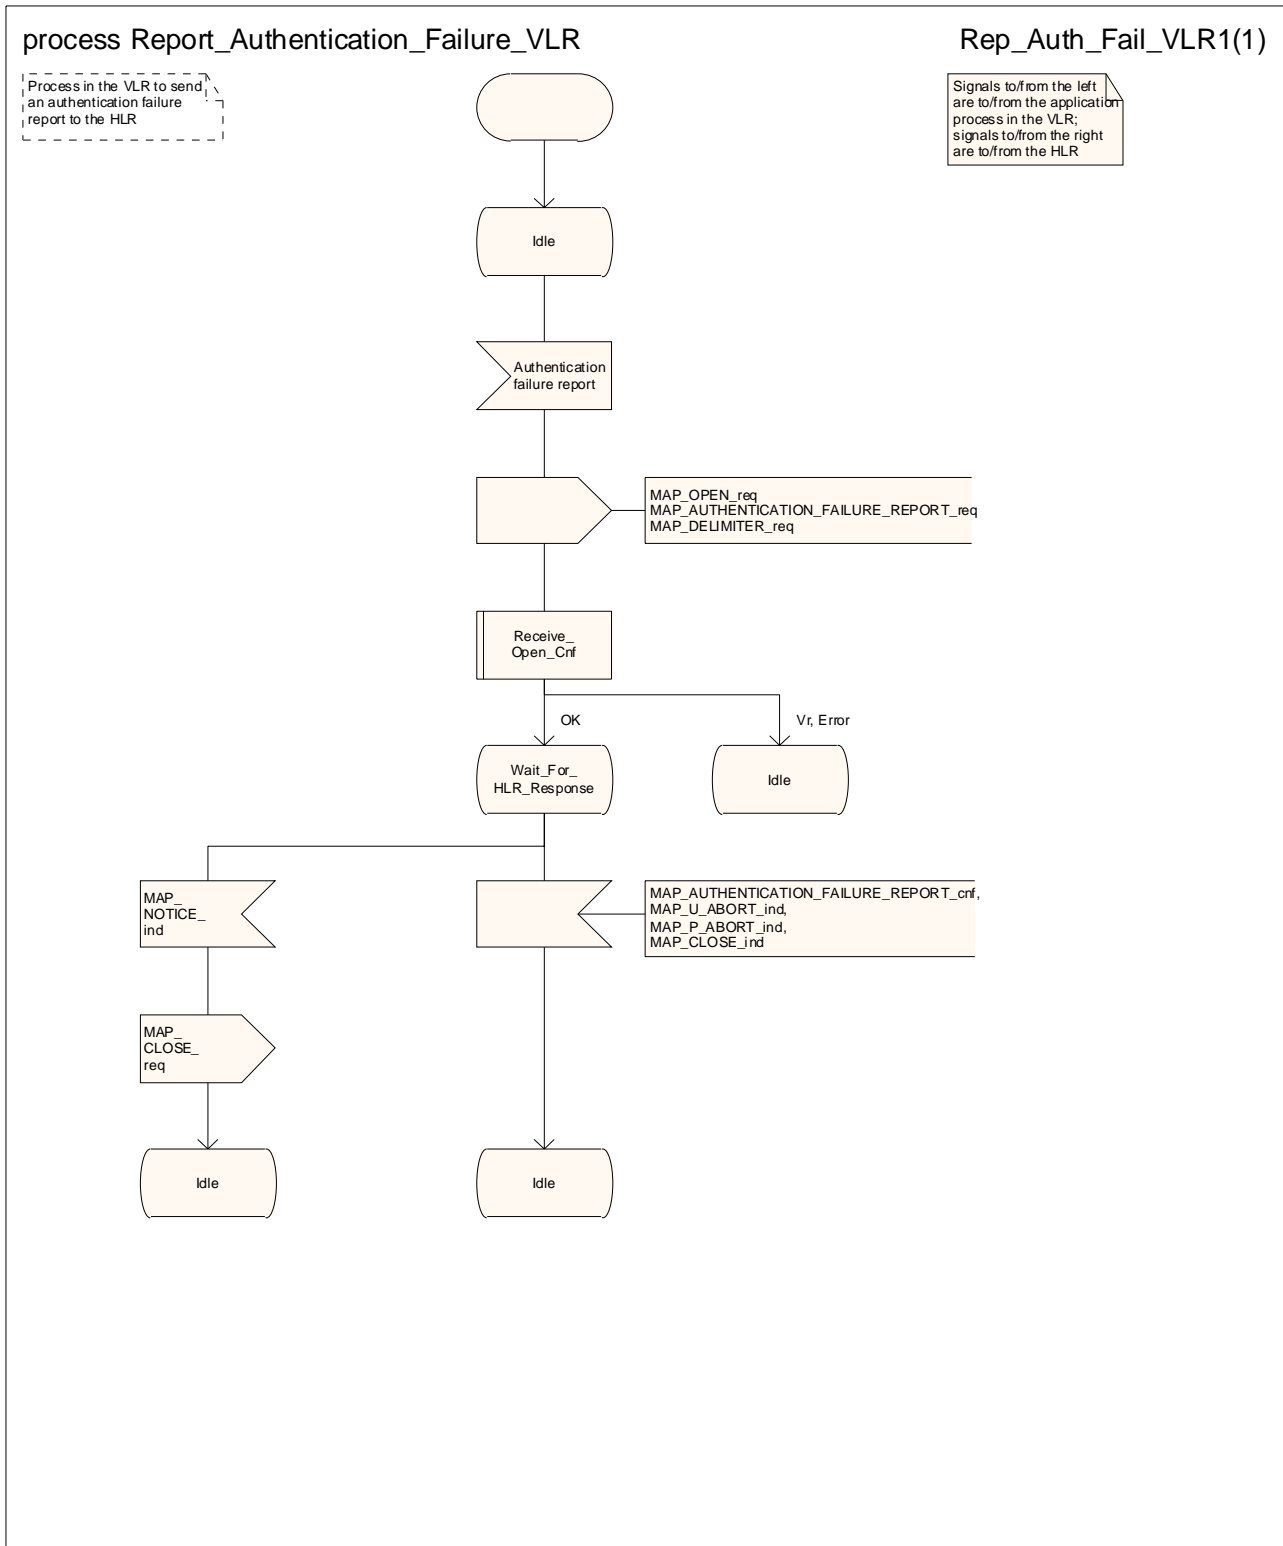 process Report_Authentication_Failure_VLR
Rep_Auth_Fail_VLR1(1)
Process in the VLR to send
an authentication failure
report to the HLR
Signals to/from the left
are to/from the application
process in the VLR;
signals to/from the right
are to/from the HLR
Idle
Authentication
failure report
MAP_OPEN_req
MAP_AUTHENTICATION_FAILURE_REPORT_req
MAP_DELIMITER_req
Receive_
Open_Cnf
OK
Vr, Error
Wait_For_
HLR_Response
Idle
MAP_
NOTICE_
ind
MAP_AUTHENTICATION_FAILURE_REPORT_cnf,
MAP_U_ABORT_ind,
MAP_P_ABORT_ind,
MAP_CLOSE_ind
MAP_
CLOSE_
req
Idle
Idle